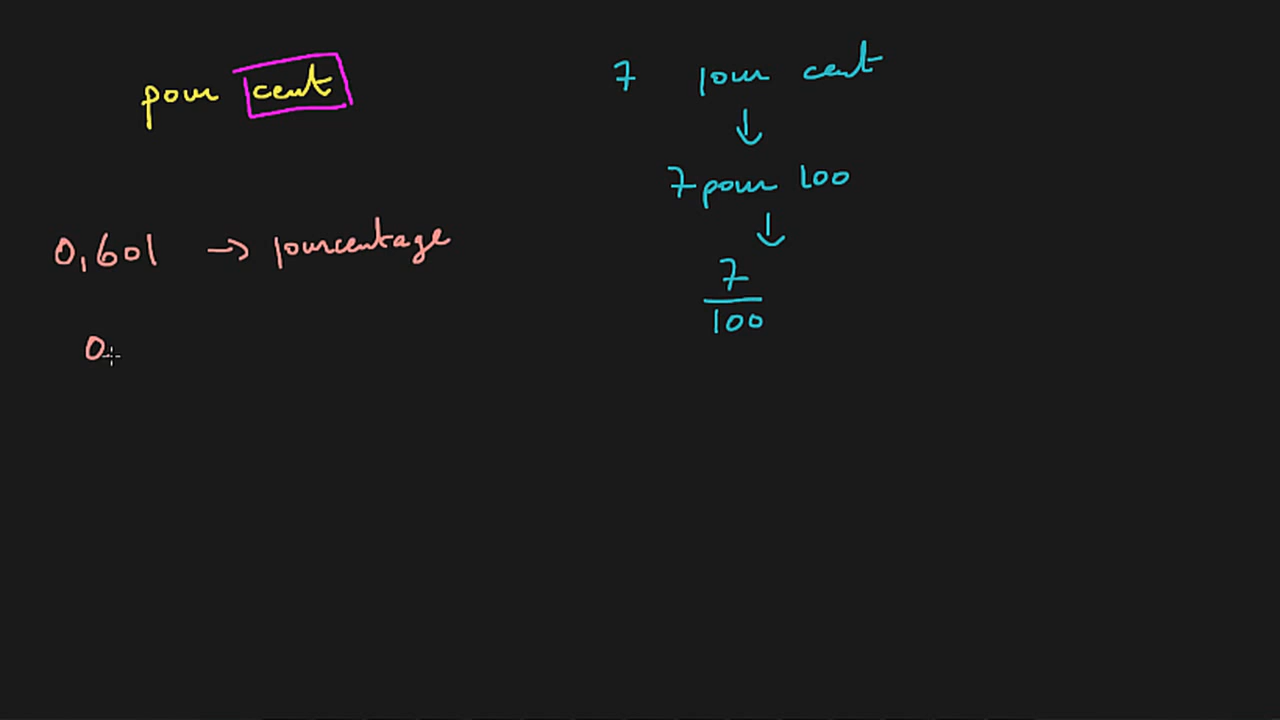 pour cent
0,601 → pourcentage
0
7 pour cent
↓
7 pour 100
↓
7
100